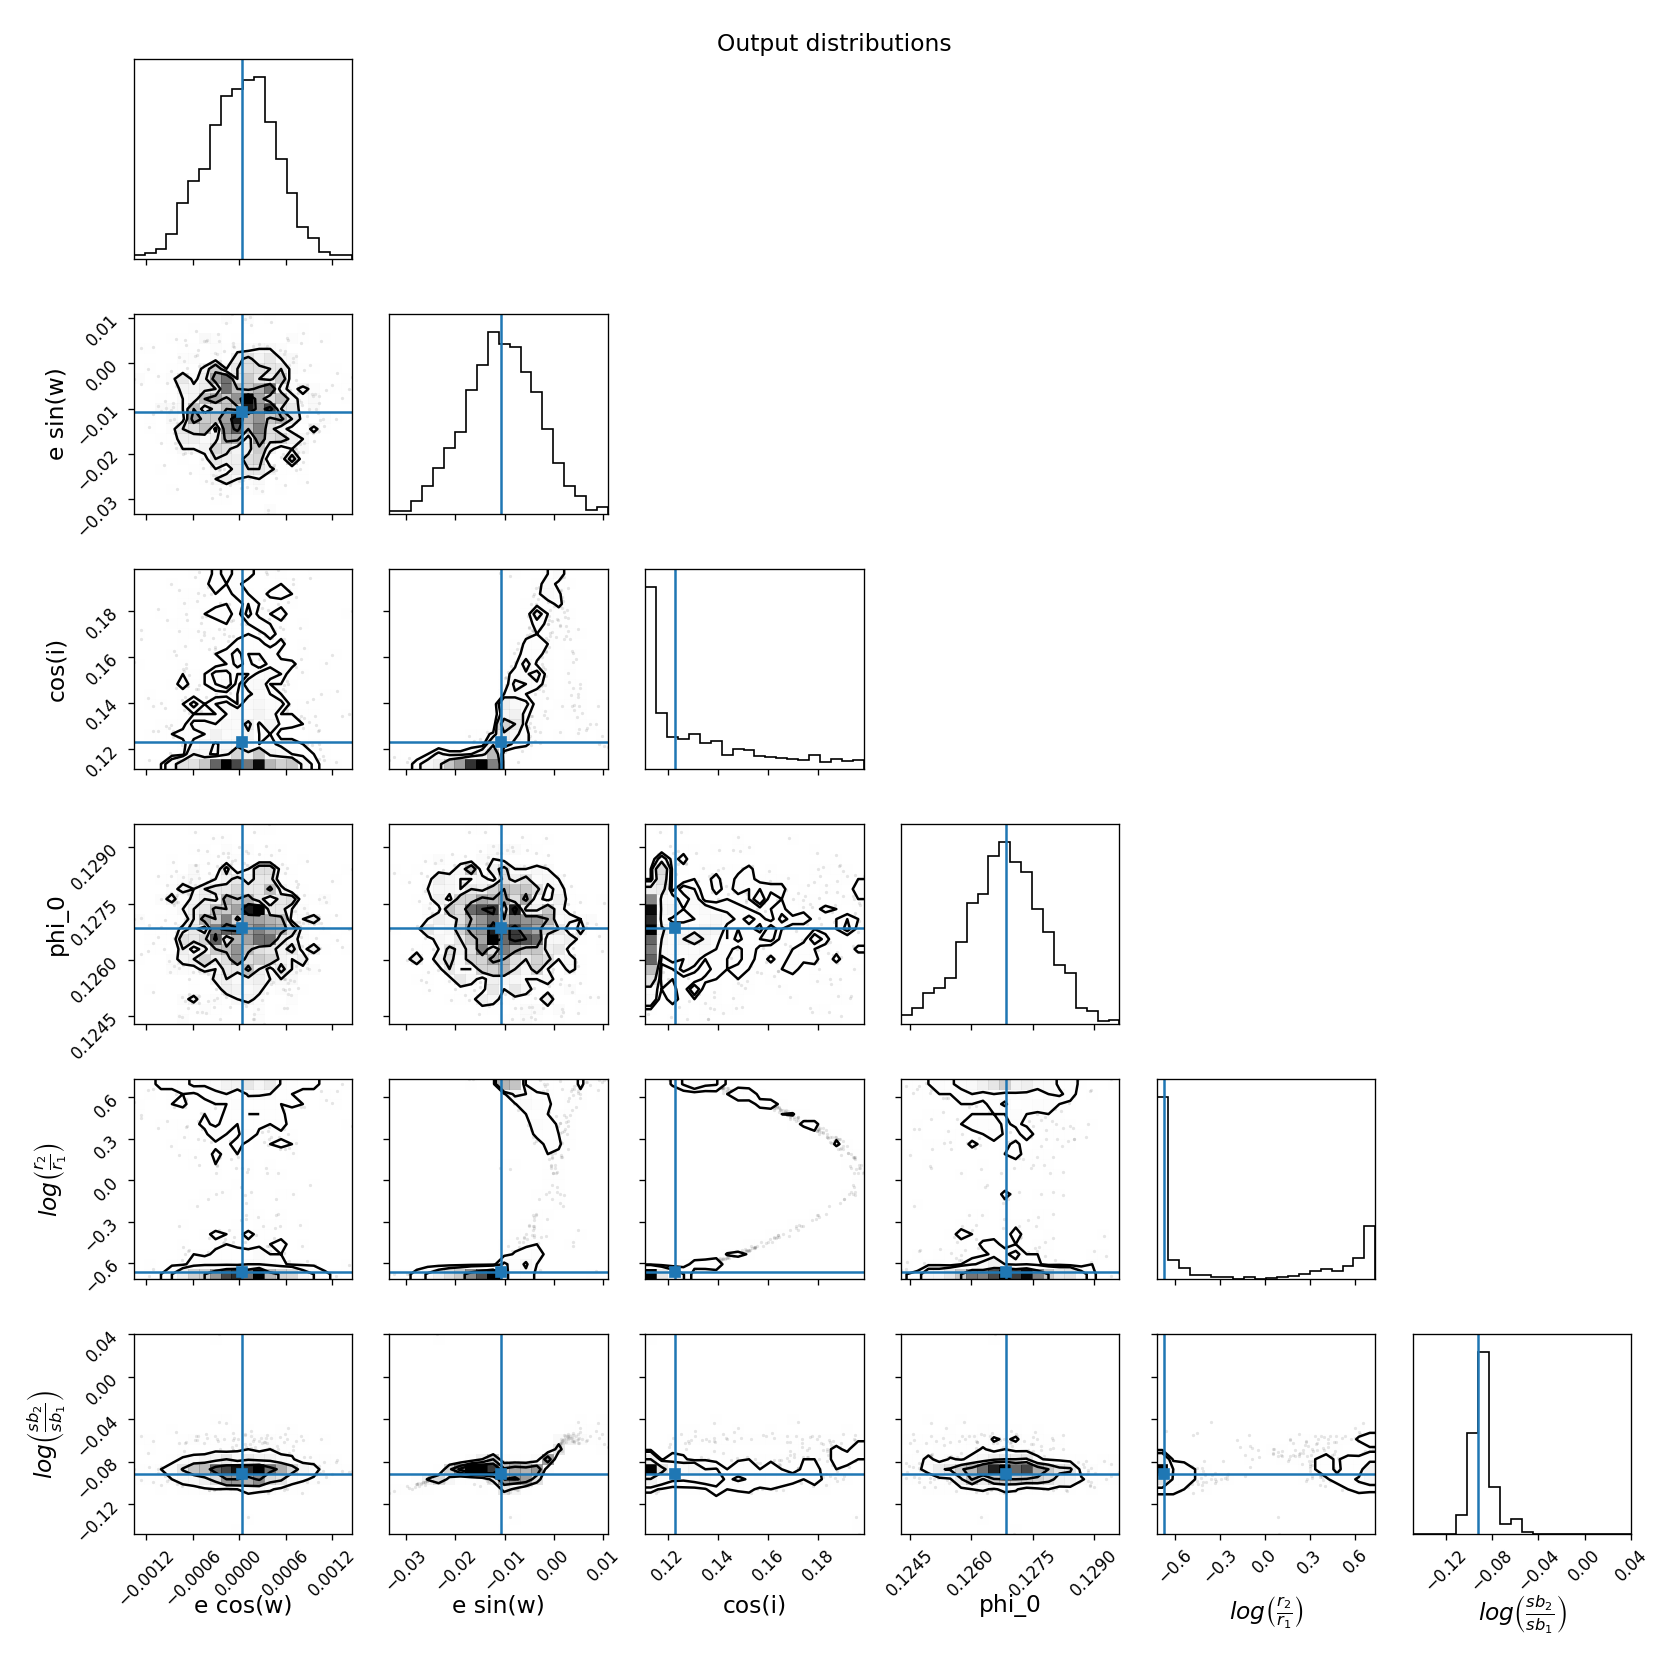 Output distributions
0.01
0.00
−0.01
−0.02
−0.03
e sin(w)
0.18
0.16
0.14
0.12
cos(i)
0.1290
0.1275
0.1260
0.1245
phi_0
0.6
0.3
0.0
−0.3
−0.6
log(r₂/r₁)
0.04
0.00
−0.04
−0.08
−0.12
log(sb₂/sb₁)
−0.0012 −0.0006 0.0000 0.0006 0.0012
e cos(w)
−0.03 −0.02 −0.01 0.00 0.01
e sin(w)
0.12 0.14 0.16 0.18
cos(i)
0.1245 0.1260 0.1275 0.1290
phi_0
−0.6 −0.3 0.0 0.3 0.6
log(r₂/r₁)
−0.12 −0.08 −0.04 0.00 0.04
log(sb₂/sb₁)